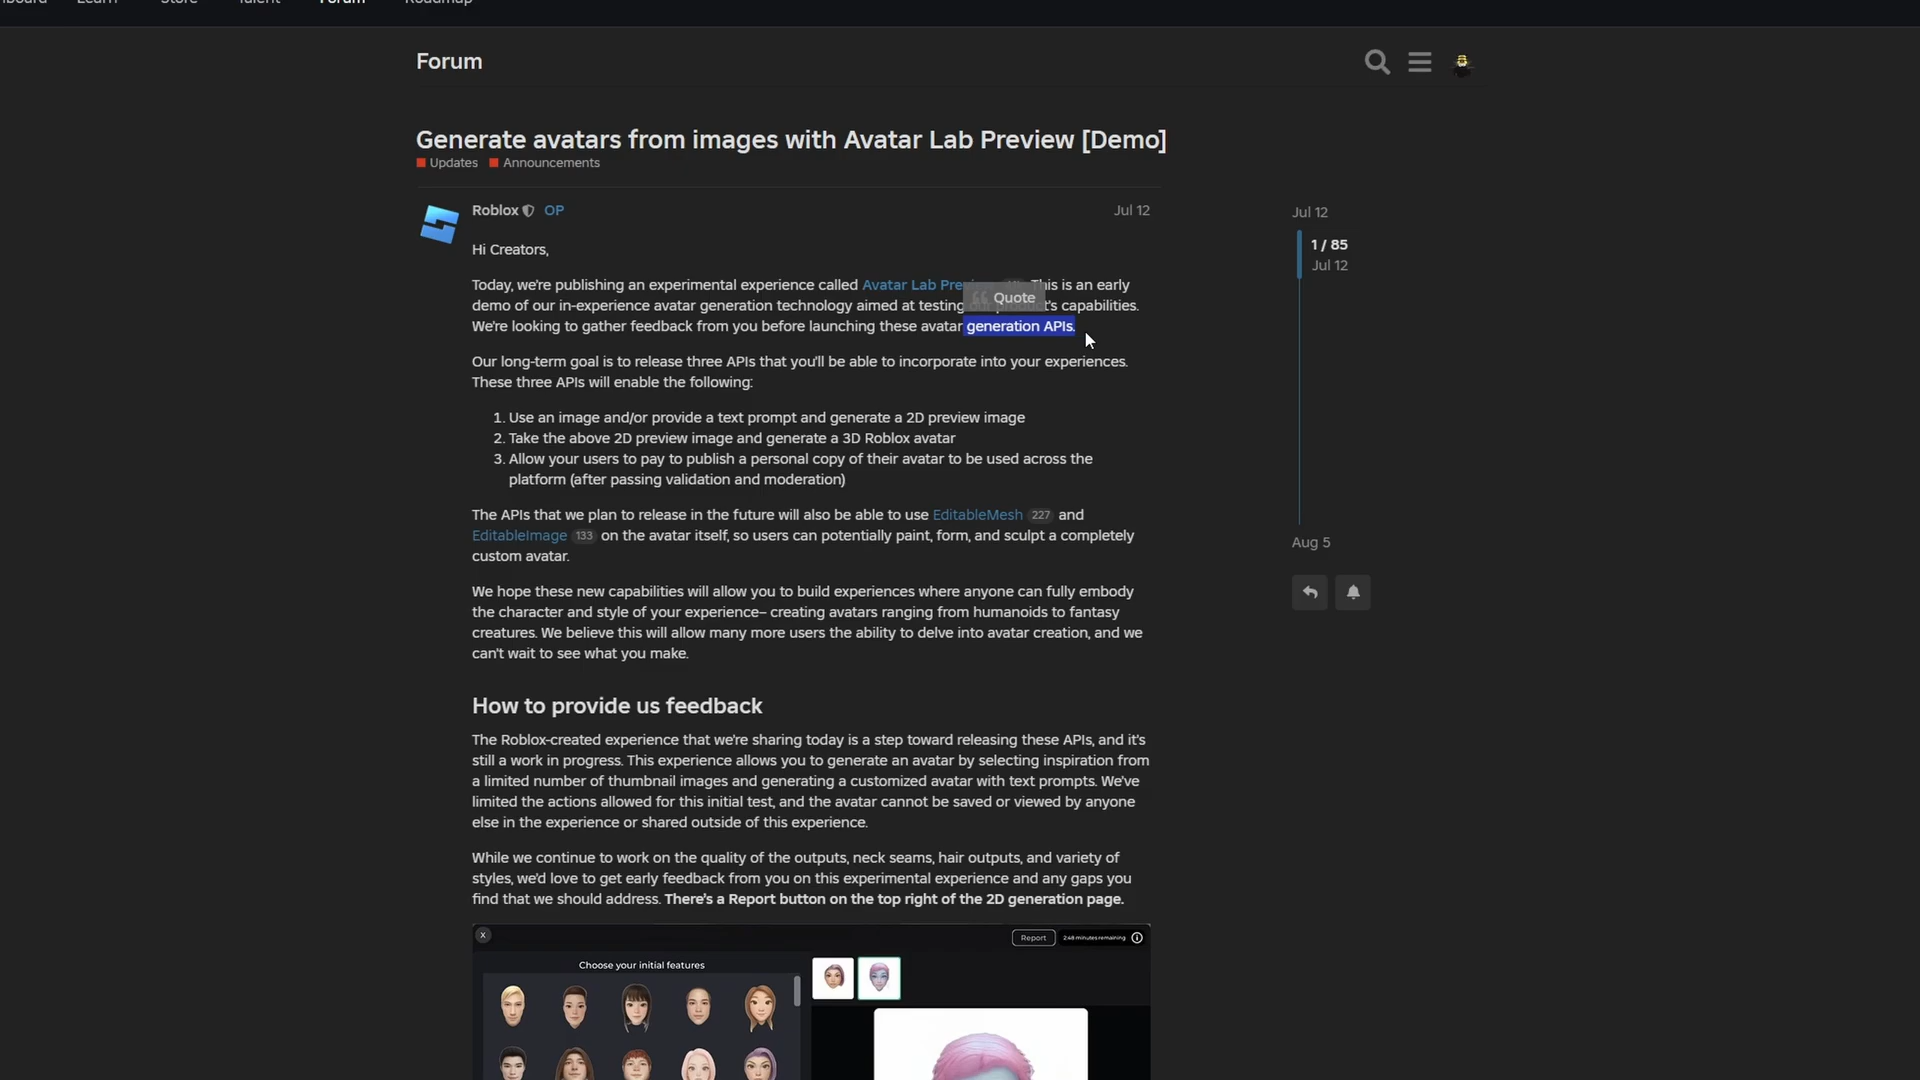 Learn Store Talent Forum Roadmap
Forum
Generate avatars from images with Avatar Lab Preview [Demo]
Updates Announcements
Roblox OP Jul 12
Hi Creators,
Today, we're publishing an experimental experience called Avatar Lab This is an early
demo of our in-experience avatar generation technology aimed at testing capabilities.
Quote
We're looking to gather feedback from you before launching these avatar generation APIs.
Our long-term goal is to release three APIs that you'll be able to incorporate into your experiences.
These three APIs will enable the following:
1. Use an image and/or provide a text prompt and generate a 2D preview image
2. Take the above 2D preview image and generate a 3D Roblox avatar
3. Allow your users to pay to publish a personal copy of their avatar to be used across the
platform (after passing validation and moderation)
The APIs that we plan to release in the future will also be able to use EditableMesh 227 and
EditableImage 133 on the avatar itself, so users can potentially paint, form, and sculpt a completely
custom avatar.
We hope these new capabilities will allow you to build experiences where anyone can fully embody
the character and style of your experience– creating avatars ranging from humanoids to fantasy
creatures. We believe this will allow many more users the ability to delve into avatar creation, and we
can't wait to see what you make.
How to provide us feedback
The Roblox-created experience that we're sharing today is a step toward releasing these APIs, and it's
still a work in progress. This experience allows you to generate an avatar by selecting inspiration from
a limited number of thumbnail images and generating a customized avatar with text prompts. We've
limited the actions allowed for this initial test, and the avatar cannot be saved or viewed by anyone
else in the experience or shared outside of this experience.
While we continue to work on the quality of the outputs, neck seams, hair outputs, and variety of
styles, we'd love to get early feedback from you on this experimental experience and any gaps you
find that we should address. There's a Report button on the top right of the 2D generation page.
X Report 248 minutes remaining
Choose your initial features
Jul 12
1 / 85
Jul 12
Aug 5